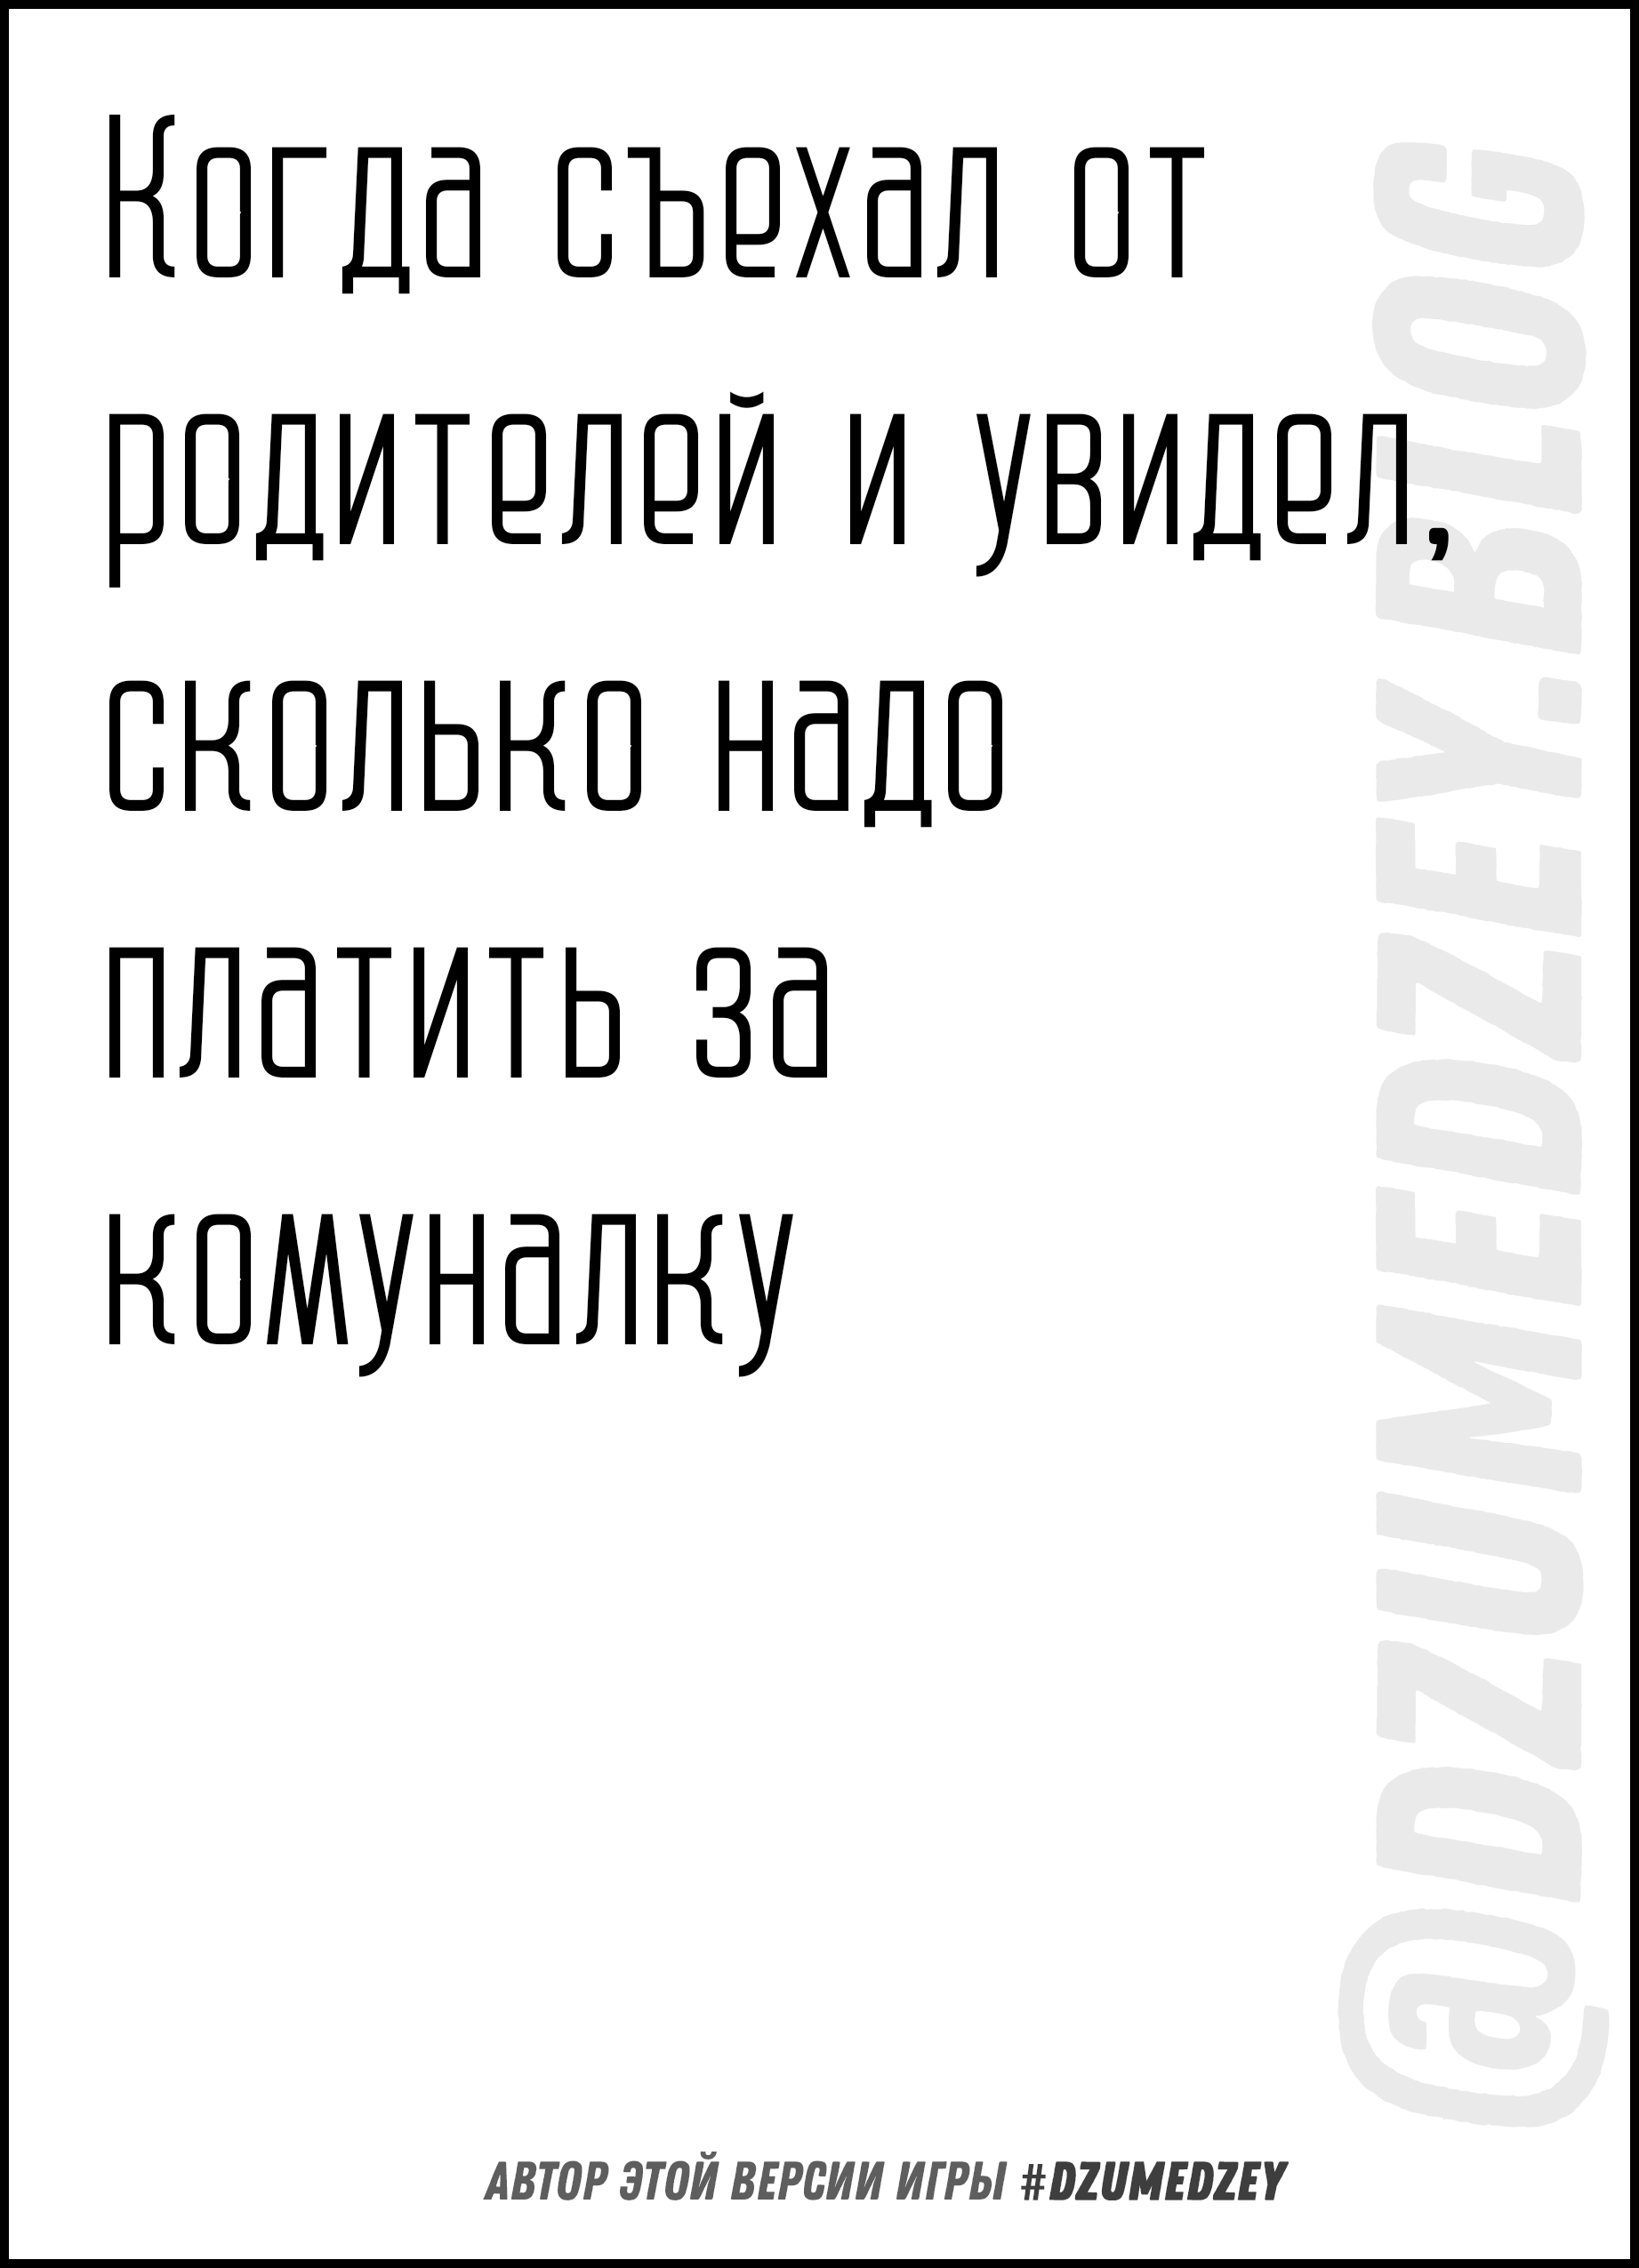 Когда съехал от
родителей и увидел,
сколько надо
платить за
комуналку
@DZUMEDZEY.BLOG
АВТОР ЭТОЙ ВЕРСИИ ИГРЫ #DZUMEDZEY